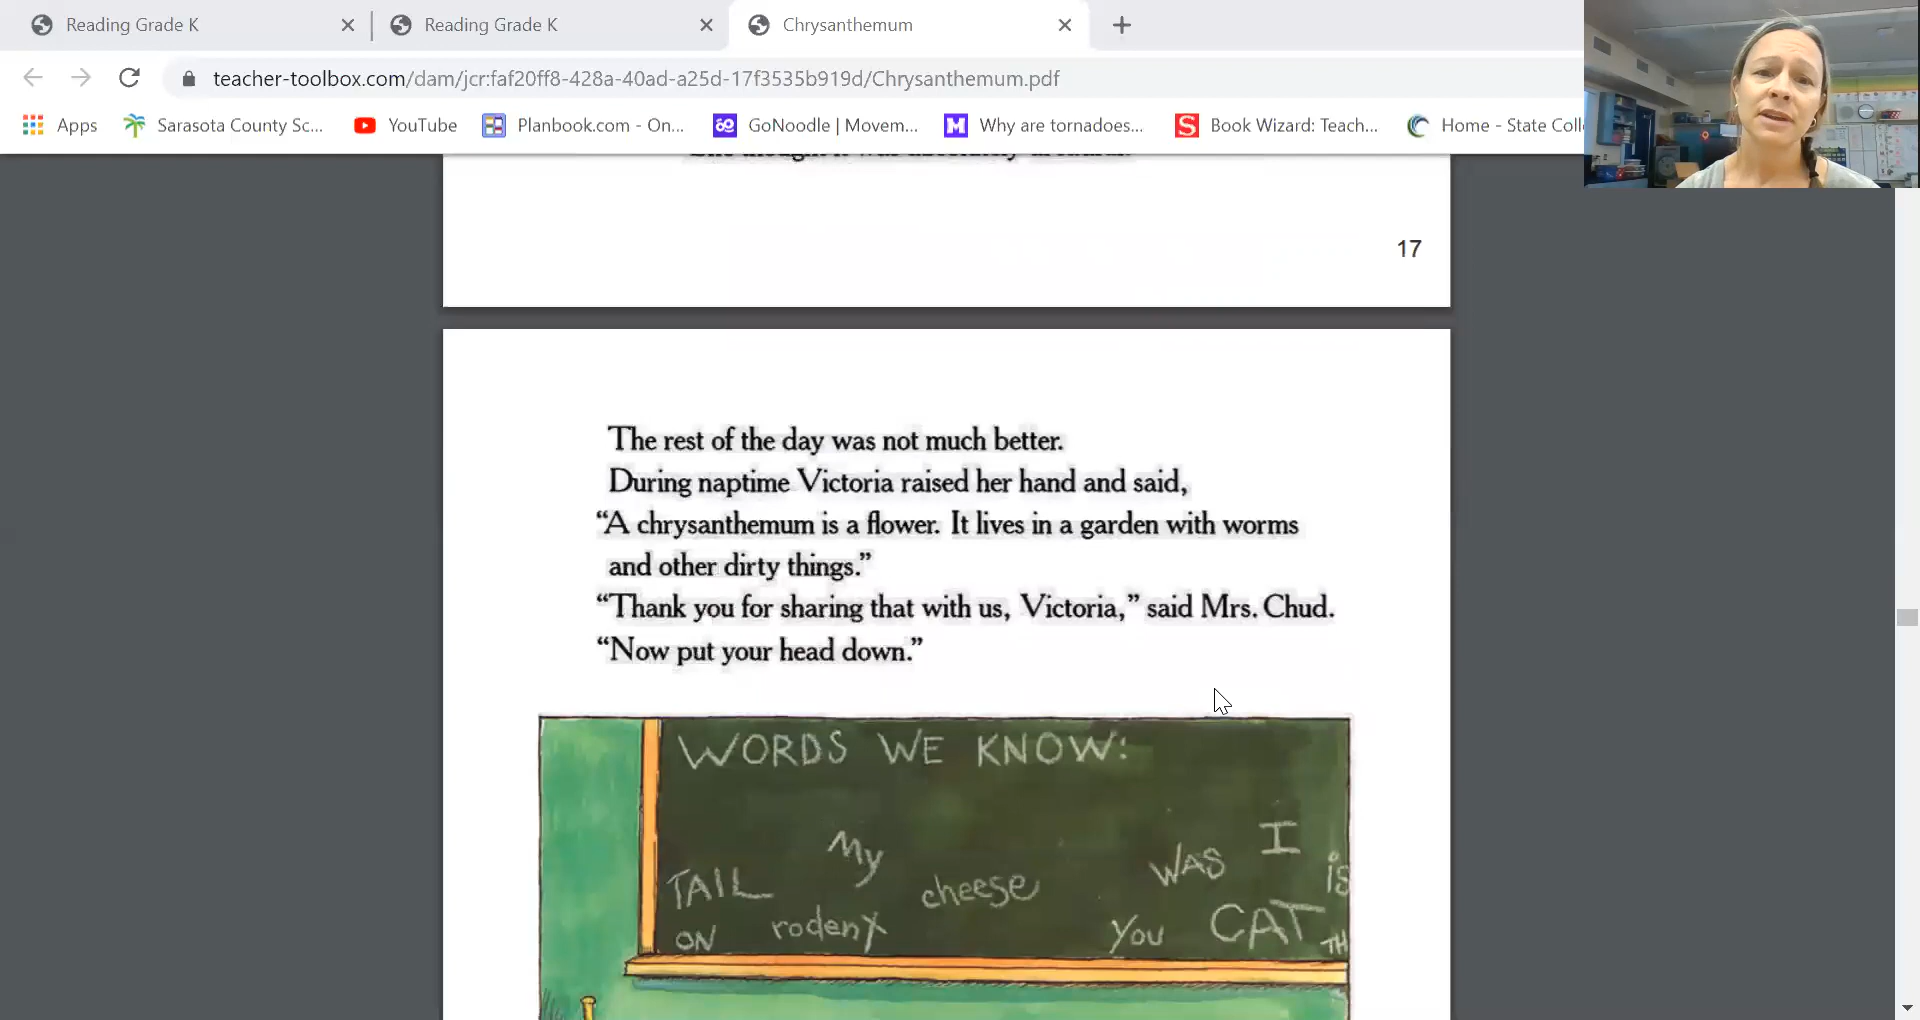 Reading Grade K
Reading Grade K
Chrysanthemum
teacher-toolbox.com/dam/jcr:faf20ff8-428a-40ad-a25d-17f3535b919d/Chrysanthemum.pdf
Apps
Sarasota County Sc...
YouTube
Planbook.com - On...
GoNoodle | Movem...
M
Why are tornadoes...
S
Book Wizard: Teach...
Home - State Coll
17
The rest of the day was not much better.
During naptime Victoria raised her hand and said,
“A chrysanthemum is a flower. It lives in a garden with worms
and other dirty things.”
“Thank you for sharing that with us, Victoria,” said Mrs. Chud.
“Now put your head down.”
WORDS WE KNOW:
My
WAS
I
is
TAIL
cheese
ON
rodent
You
CAT
TH